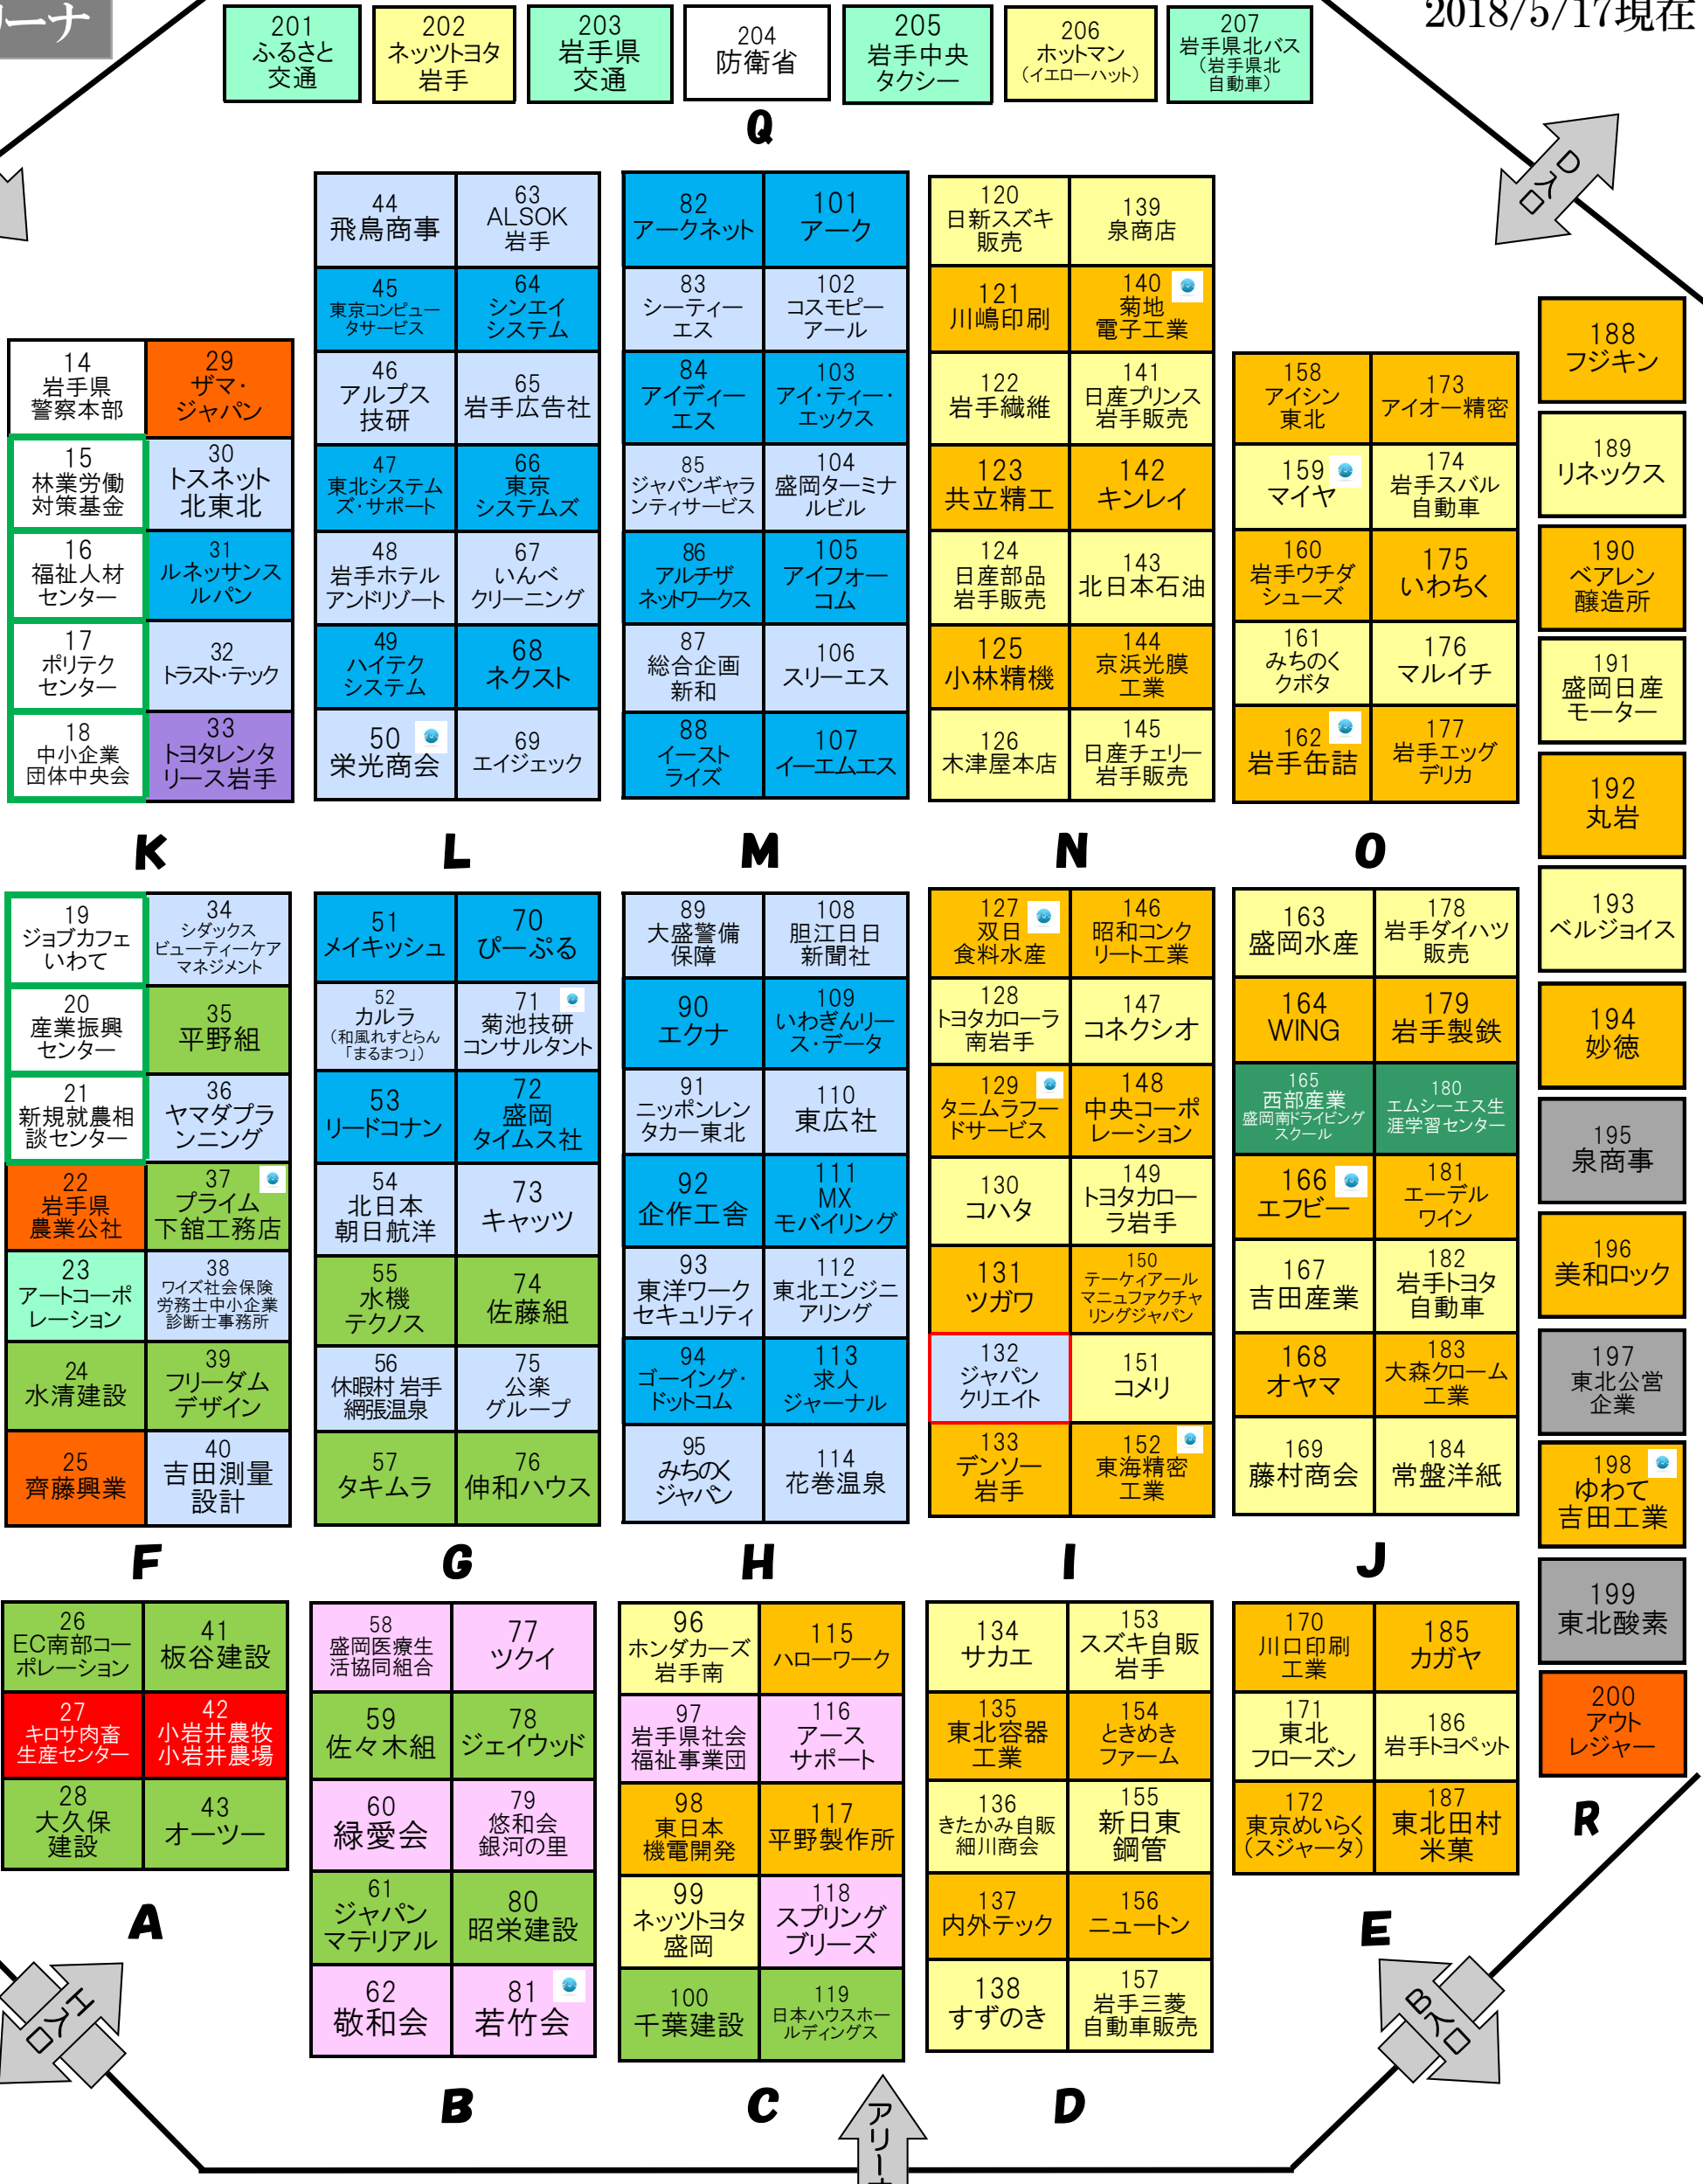 リーナ
2018/5/17現在
201
ふるさと
交通
202
ネッツトヨタ
岩手
203
岩手県
交通
204
防衛省
205
岩手中央
タクシー
206
ホットマン
（イエローハット）
207
岩手県北バス
（岩手県北
自動車）
Q
D入口
14
岩手県
警察本部
29
ザマ・
ジャパン
15
林業労働
対策基金
30
トスネット
北東北
16
福祉人材
センター
31
ルネッサンス
ルパン
17
ポリテク
センター
32
トラスト・テック
18
中小企業
団体中央会
33
トヨタレンタ
リース岩手
K
44
飛鳥商事
63
ALSOK
岩手
45
東京コンピュー
タサービス
64
シンエイ
システム
46
アルプス
技研
65
岩手広告社
47
東北システム
ズ・サポート
66
東京
システムズ
48
岩手ホテル
アンドリゾート
67
いんべ
クリーニング
49
ハイテク
システム
68
ネクスト
50
栄光商会
69
エイジェック
L
82
アークネット
101
アーク
83
シーティー
エス
102
コスモピー
アール
84
アイディー
エス
103
アイ・ティー・
エックス
85
ジャパンギャラ
ンティサービス
104
盛岡ターミナ
ルビル
86
アルチザ
ネットワークス
105
アイフォー
コム
87
総合企画
新和
106
スリーエス
88
イースト
ライズ
107
イーエムエス
M
120
日新スズキ
販売
139
泉商店
121
川嶋印刷
140
菊地
電子工業
122
岩手繊維
141
日産プリンス
岩手販売
123
共立精工
142
キンレイ
124
日産部品
岩手販売
143
北日本石油
125
小林精機
144
京浜光膜
工業
126
木津屋本店
145
日産チェリー
岩手販売
N
158
アイシン
東北
173
アイオー精密
159
マイヤ
174
岩手スバル
自動車
160
岩手ウチダ
シューズ
175
いわちく
161
みちのく
クボタ
176
マルイチ
162
岩手缶詰
177
岩手エッグ
デリカ
O
188
フジキン
189
リネックス
190
ベアレン
醸造所
191
盛岡日産
モーター
192
丸岩
193
ベルジョイス
194
妙徳
195
泉商事
196
美和ロック
197
東北公営
企業
198
ゆわて
吉田工業
199
東北酸素
200
アウト
レジャー
R
19
ジョブカフェ
いわて
34
シダックス
ビューティーケア
マネジメント
20
産業振興
センター
35
平野組
21
新規就農相
談センター
36
ヤマダプラ
ンニング
22
岩手県
農業公社
37
プライム
下舘工務店
23
アートコーポ
レーション
38
ワイズ社会保険
労務士中小企業
診断士事務所
24
水清建設
39
フリーダム
デザイン
25
齊藤興業
40
吉田測量
設計
F
51
メイキッシュ
70
ぴーぷる
52
カルラ
（和風れすとらん
「まるまつ」）
71
菊池技研
コンサルタント
53
リードコナン
72
盛岡
タイムス社
54
北日本
朝日航洋
73
キャッツ
55
水機
テクノス
74
佐藤組
56
休暇村 岩手
網張温泉
75
公楽
グループ
57
タキムラ
76
伸和ハウス
G
89
大盛警備
保障
108
胆江日日
新聞社
90
エクナ
109
いわぎんリー
ス・データ
91
ニッポンレン
タカー東北
110
東広社
92
企作工舎
111
MX
モバイリング
93
東洋ワーク
セキュリティ
112
東北エンジニ
アリング
94
ゴーイング・
ドットコム
113
求人
ジャーナル
95
みちのく
ジャパン
114
花巻温泉
H
127
双日
食料水産
146
昭和コンク
リート工業
128
トヨタカローラ
南岩手
147
コネクシオ
129
タニムラフー
ドサービス
148
中央コーポ
レーション
130
コハタ
149
トヨタカロー
ラ岩手
131
ツガワ
150
テーケィアール
マニュファクチャ
リングジャパン
132
ジャパン
クリエイト
151
コメリ
133
デンソー
岩手
152
東海精密
工業
I
163
盛岡水産
178
岩手ダイハツ
販売
164
WING
179
岩手製鉄
165
西部産業
盛岡南ドライビング
スクール
180
エムシーエス生
涯学習センター
166
エフビー
181
エーデル
ワイン
167
吉田産業
182
岩手トヨタ
自動車
168
オヤマ
183
大森クローム
工業
169
藤村商会
184
常盤洋紙
J
26
EC南部コー
ポレーション
41
板谷建設
27
キロサ肉畜
生産センター
42
小岩井農牧
小岩井農場
28
大久保
建設
43
オーツー
A
58
盛岡医療生
活協同組合
77
ツクイ
59
佐々木組
78
ジェイウッド
60
緑愛会
79
悠和会
銀河の里
61
ジャパン
マテリアル
80
昭栄建設
62
敬和会
81
若竹会
B
96
ホンダカーズ
岩手南
115
ハローワーク
97
岩手県社会
福祉事業団
116
アース
サポート
98
東日本
機電開発
117
平野製作所
99
ネッツトヨタ
盛岡
118
スプリング
ブリーズ
100
千葉建設
119
日本ハウスホー
ルディングス
C
134
サカエ
153
スズキ自販
岩手
135
東北容器
工業
154
ときめき
ファーム
136
きたかみ自販
細川商会
155
新日東
鋼管
137
内外テック
156
ニュートン
138
すずのき
157
岩手三菱
自動車販売
D
170
川口印刷
工業
185
カガヤ
171
東北
フローズン
186
岩手トヨペット
172
東京めいらく
（スジャータ）
187
東北田村
米菓
E
H入口
B入口
アリーナ